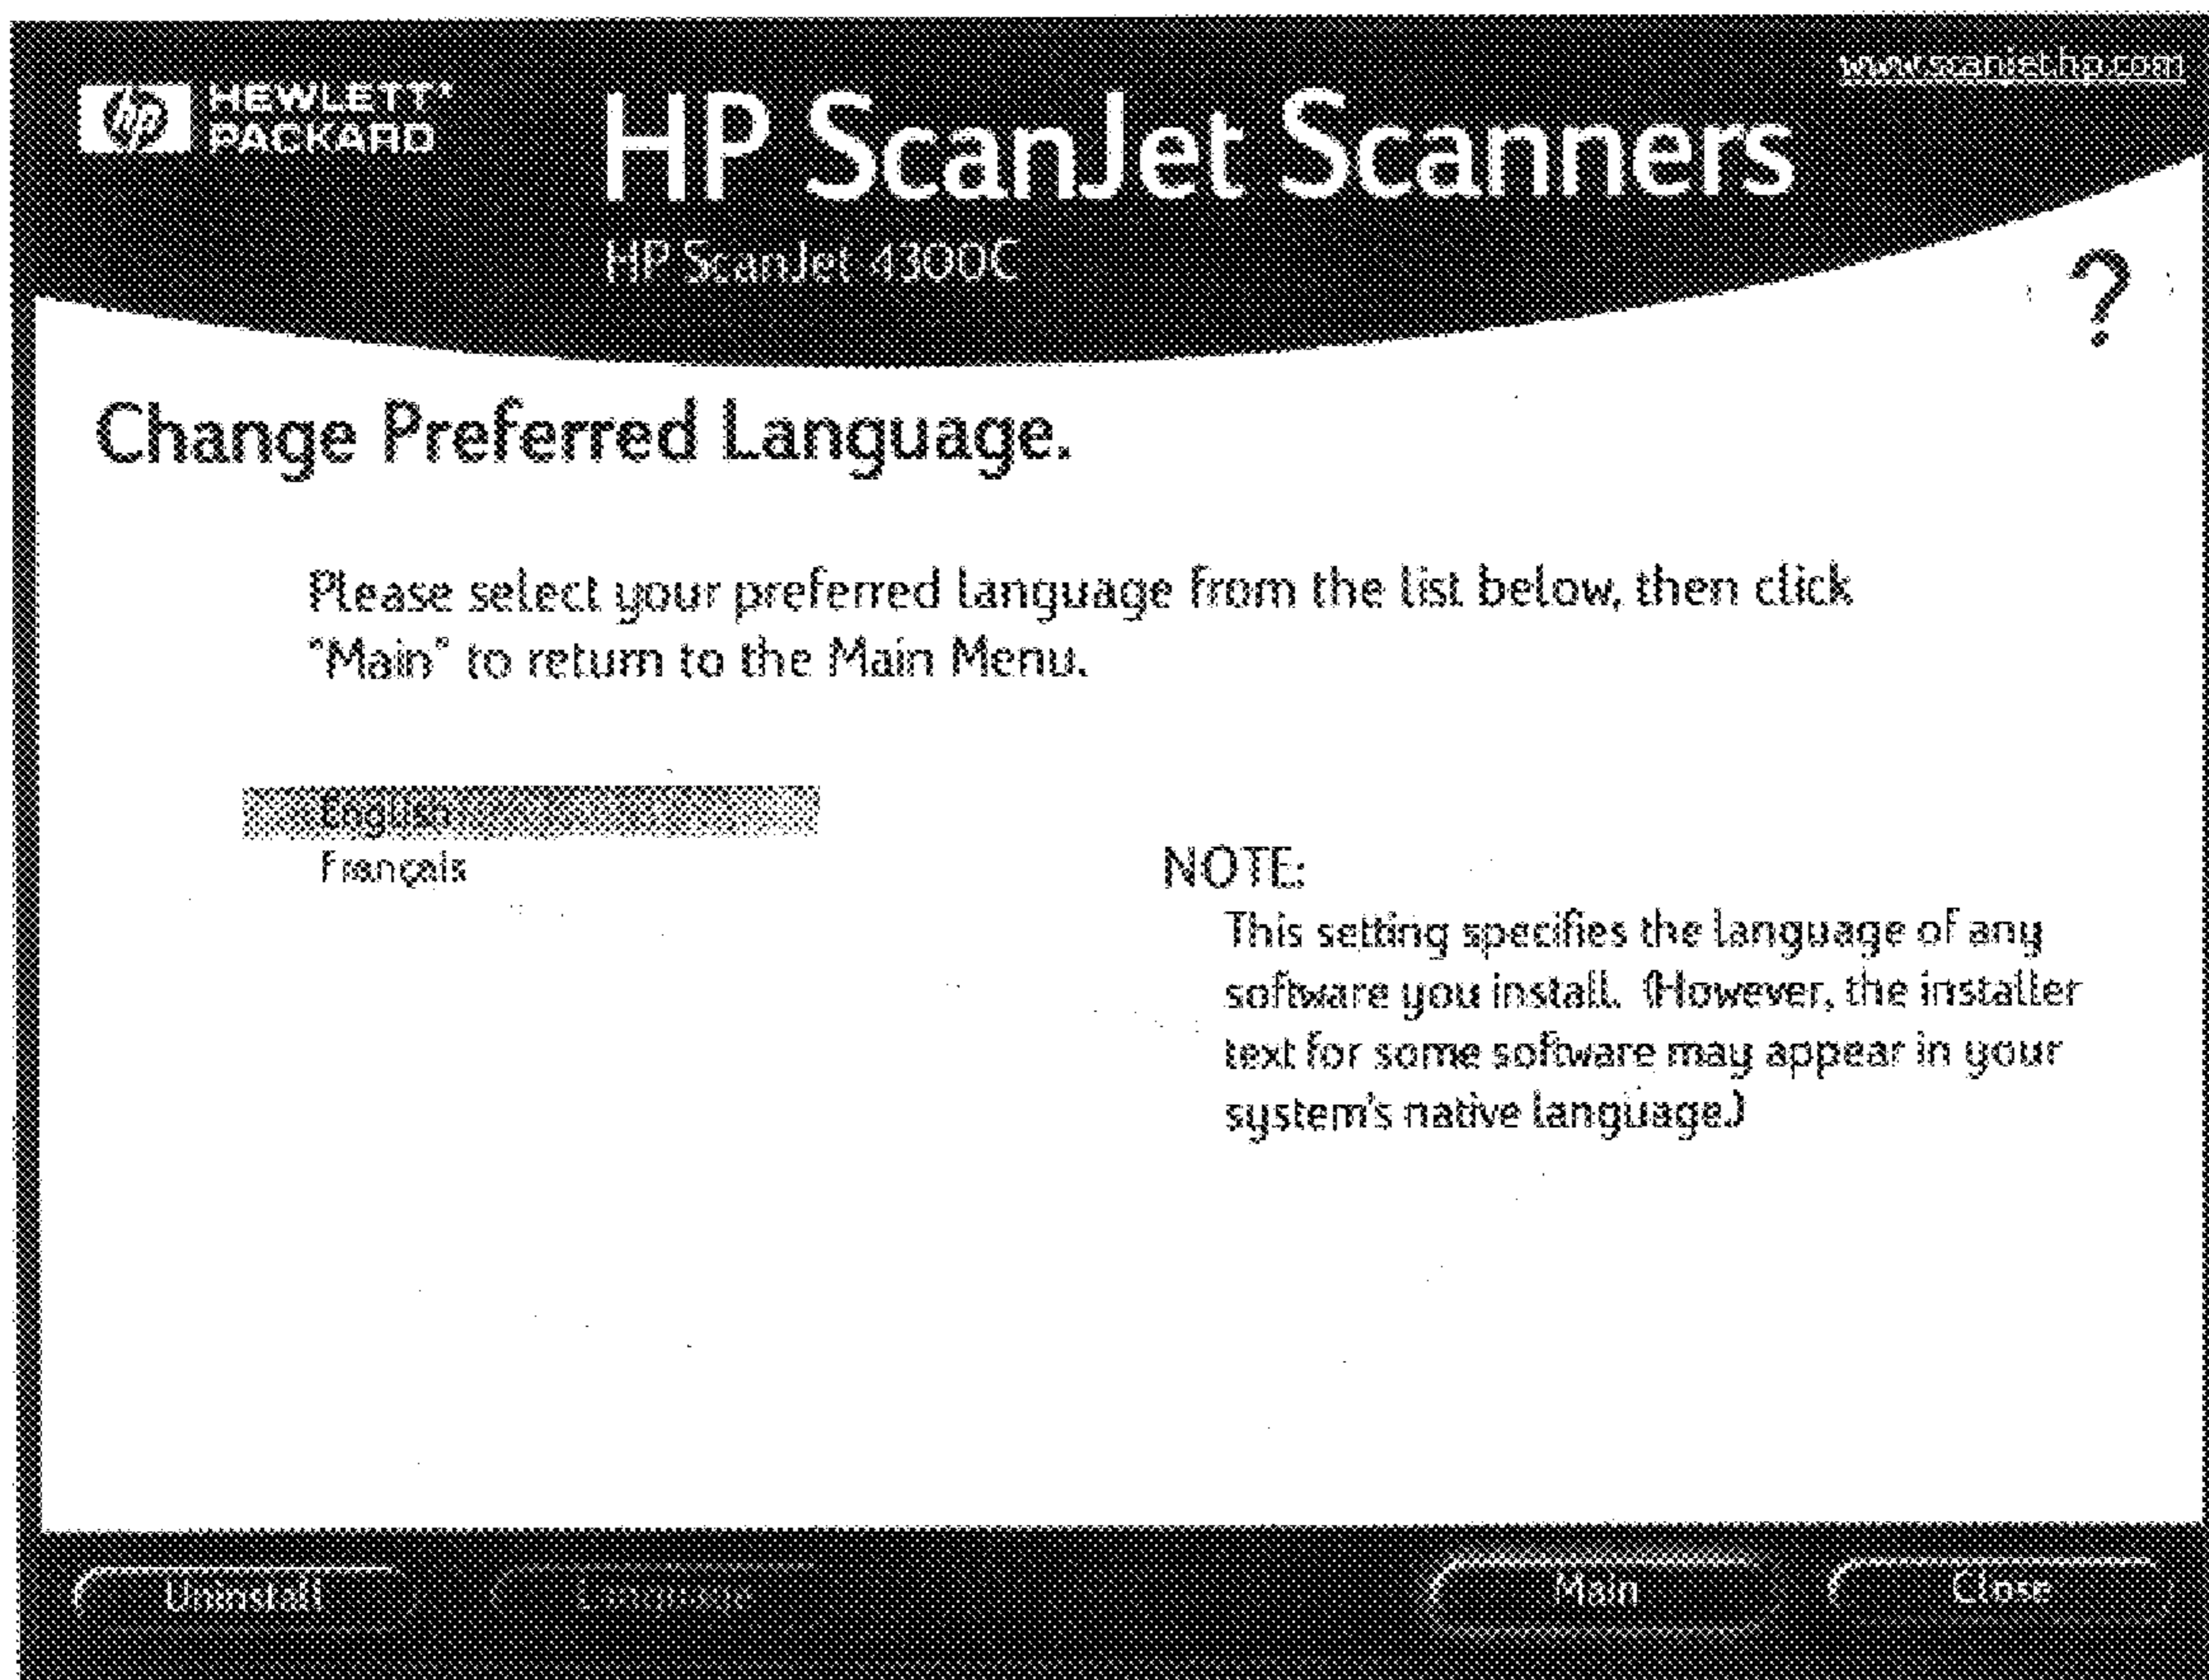 www.scanjet.hp.com
hp HEWLETT®
PACKARD
HP ScanJet Scanners
HP ScanJet 4300C
?
Change Preferred Language.
Please select your preferred language from the list below, then click
"Main" to return to the Main Menu.
English
Français
NOTE:
This setting specifies the language of any
software you install. (However, the installer
text for some software may appear in your
system's native language.)
Uninstall Language Main Close